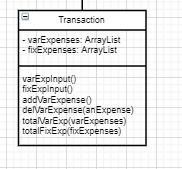 Transaction
- varExpenses: ArrayList
- fixExpenses: ArrayList
varExpInput()
fixExpInput()
addVarExpense()
delVarExpense(anExpense)
totalVarExp(varExpenses)
totalFixExp(fixExpenses)